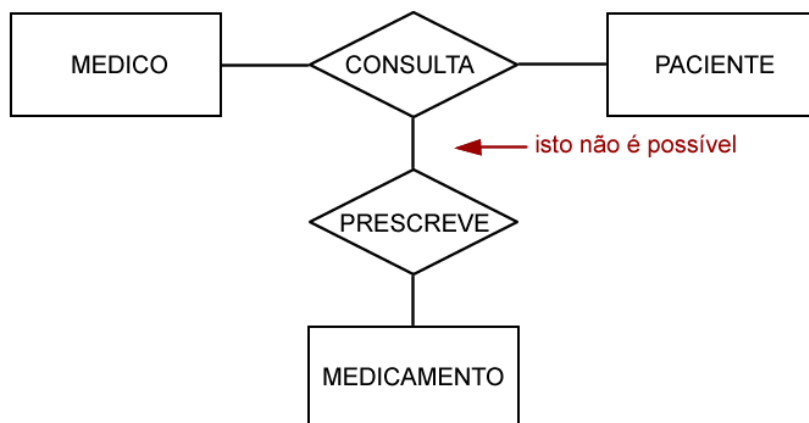 MEDICO
CONSULTA
PACIENTE
isto não é possível
PRESCREVE
MEDICAMENTO